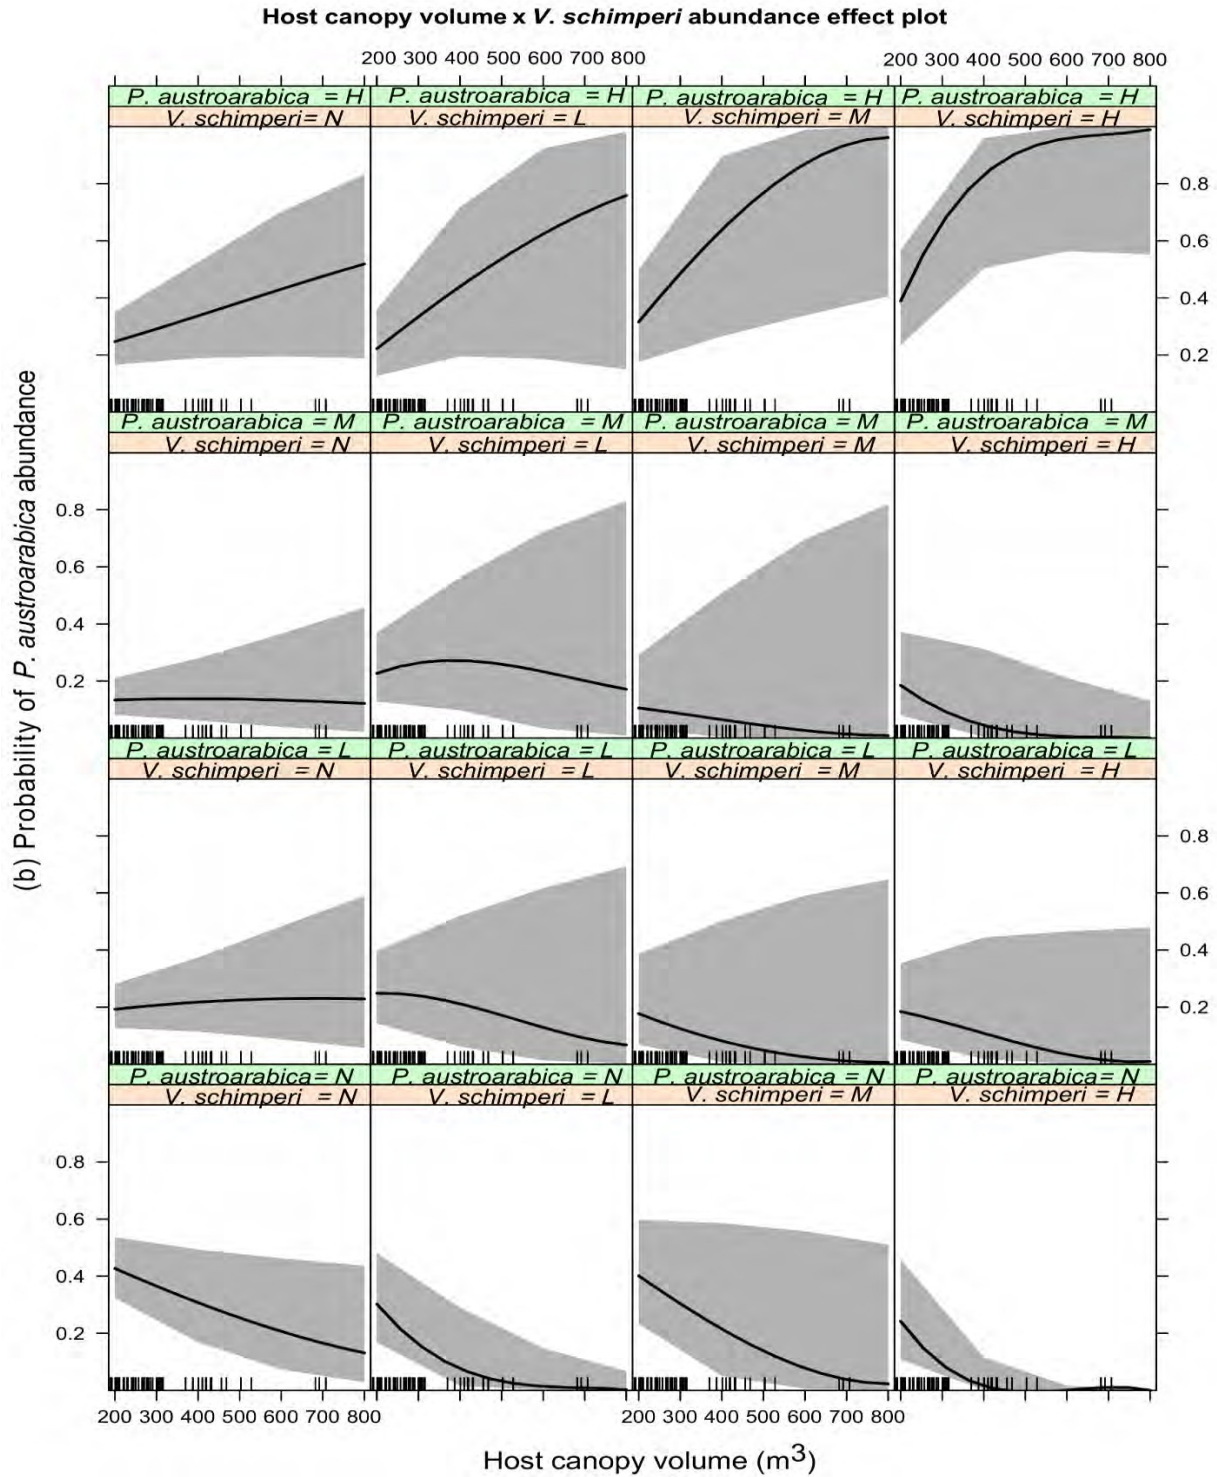 Host canopy volume x V. schimperi abundance effect plot
200 300 400 500 600 700 800 200 300 400 500 600 700 800
P. austroarabica = H P. austroarabica = H P. austroarabica = H P. austroarabica = H
V. schimperi= N V. schimperi = L V. schimperi = M V. schimperi = H
0.8
0.6
0.4
0.2
P. austroarabica = M P. austroarabica = M P. austroarabica = M P. austroarabica = M
V. schimperi = N V. schimperi = L V. schimperi = M V. schimperi = H
0.8
0.6
0.4
0.2
(b) Probability of P. austroarabica abundance
P. austroarabica = L P. austroarabica = L P. austroarabica = L P. austroarabica = L
V. schimperi = N V. schimperi = L V. schimperi = M V. schimperi = H
0.8
0.6
0.4
0.2
P. austroarabica= N P. austroarabica = N P. austroarabica = N P. austroarabica= N
V. schimperi = N V. schimperi = L V. schimperi = M V. schimperi = H
0.8
0.6
0.4
0.2
200 300 400 500 600 700 800 200 300 400 500 600 700 800
Host canopy volume (m³)